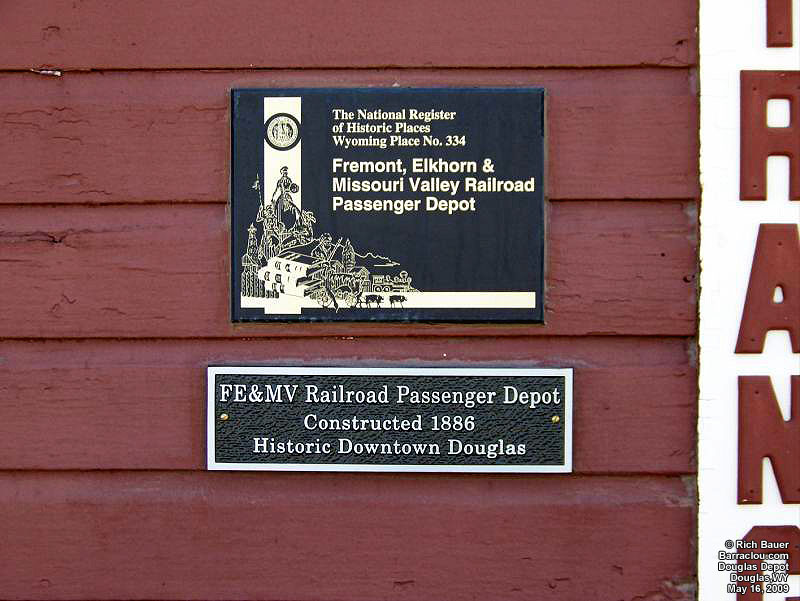 The National Register
of Historic Places
Wyoming Place No. 334
Fremont, Elkhorn &
Missouri Valley Railroad
Passenger Depot
FE&MV Railroad Passenger Depot
Constructed 1886
Historic Downtown Douglas
R
A
N
© Rich Bauer
Barraclou.com
Douglas Depot
Douglas,WY
May 16, 2009